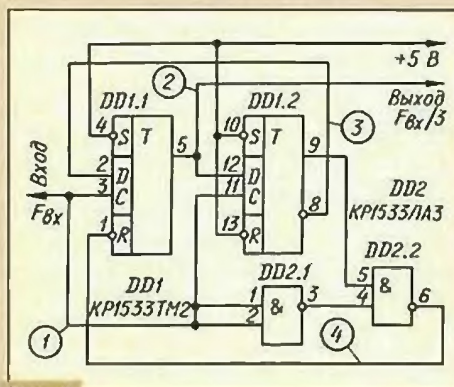 +5 В
2
DD1.1
DD1.2
Выход
Fвх/3
4 S T
5
10 S T
9
3
Вход
Fвх
2 D
3 C
1 R
12 D
11 C
13 R
8
DD2
КР1533ЛА3
DD2.2
DD1
КР1533ТМ2
DD2.1
1
2
&
3
5
4
&
6
1
4